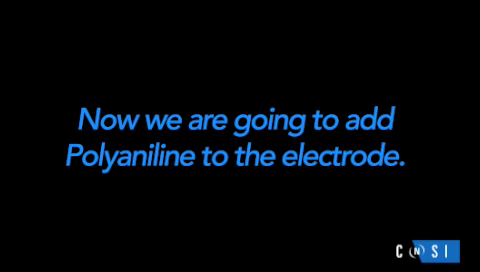 Now we are going to add
Polyaniline to the electrode.
CNSI